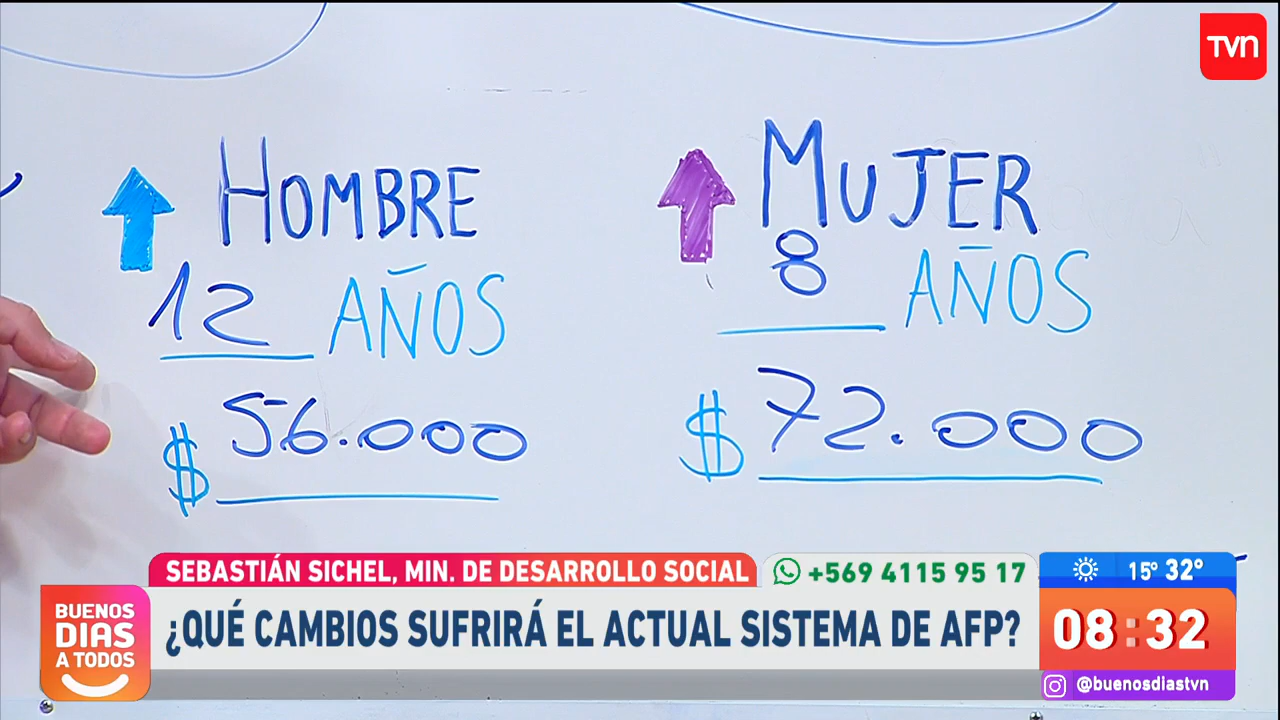 TVN
HOMBRE
12 AÑOS
$ 56.000
MUJER
8 AÑOS
$ 72.000
SEBASTIÁN SICHEL, MIN. DE DESARROLLO SOCIAL
+569 4115 95 17
15° 32°
BUENOS
DIAS
A TODOS
¿QUÉ CAMBIOS SUFRIRÁ EL ACTUAL SISTEMA DE AFP?
08:32
@buenosdiastvn